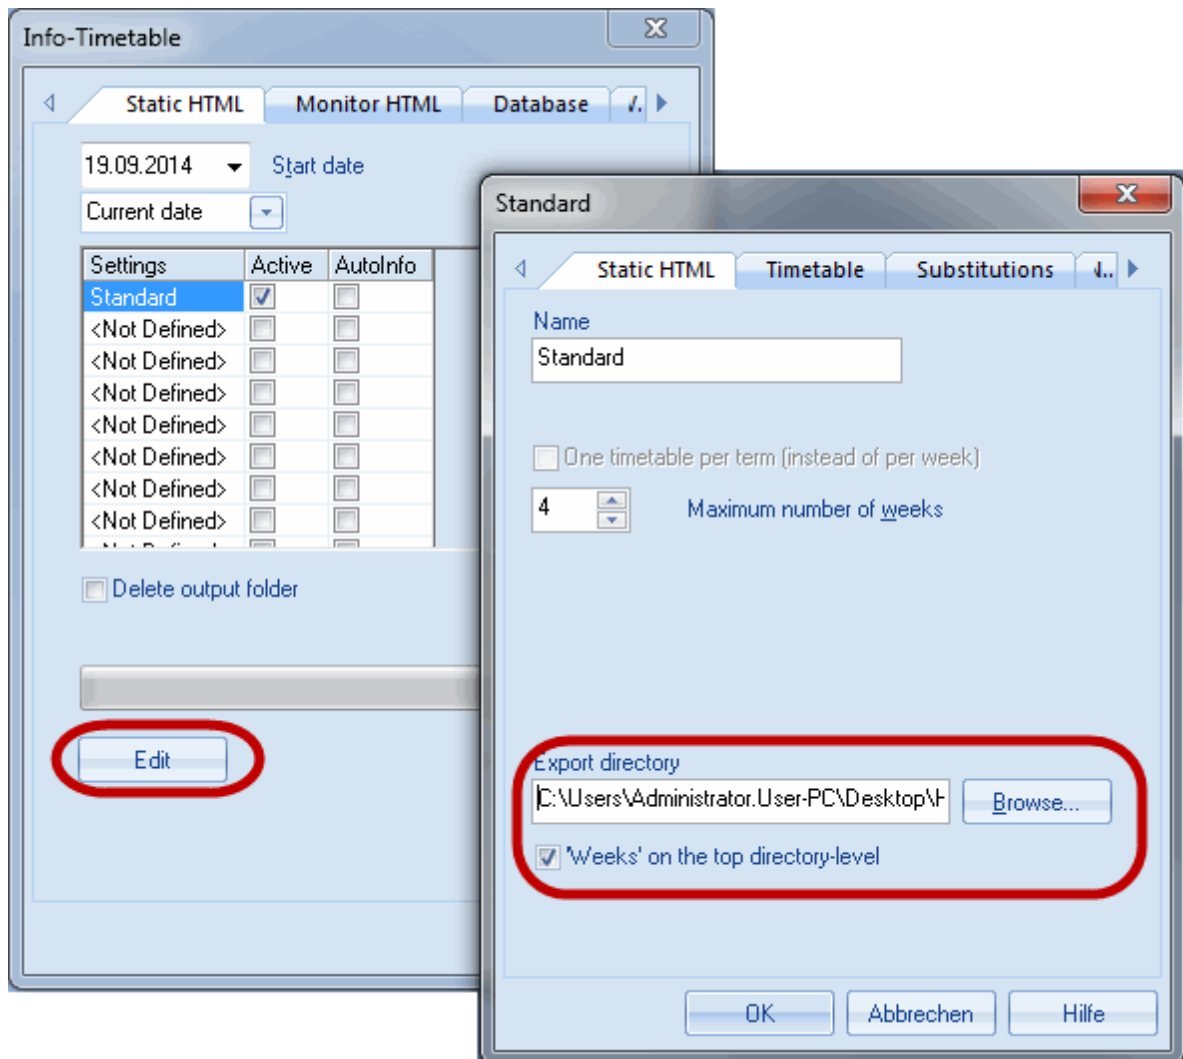 Info-Timetable
Static HTML Monitor HTML Database
19.09.2014 Start date
Current date
Settings Active AutoInfo
Standard
<Not Defined>
<Not Defined>
<Not Defined>
<Not Defined>
<Not Defined>
<Not Defined>
<Not Defined>
Delete output folder
Edit
Standard
Static HTML Timetable Substitutions
Name
Standard
One timetable per term (instead of per week)
4 Maximum number of weeks
Export directory
C:\Users\Administrator.User-PC\Desktop\H Browse...
'Weeks' on the top directory-level
OK Abbrechen Hilfe